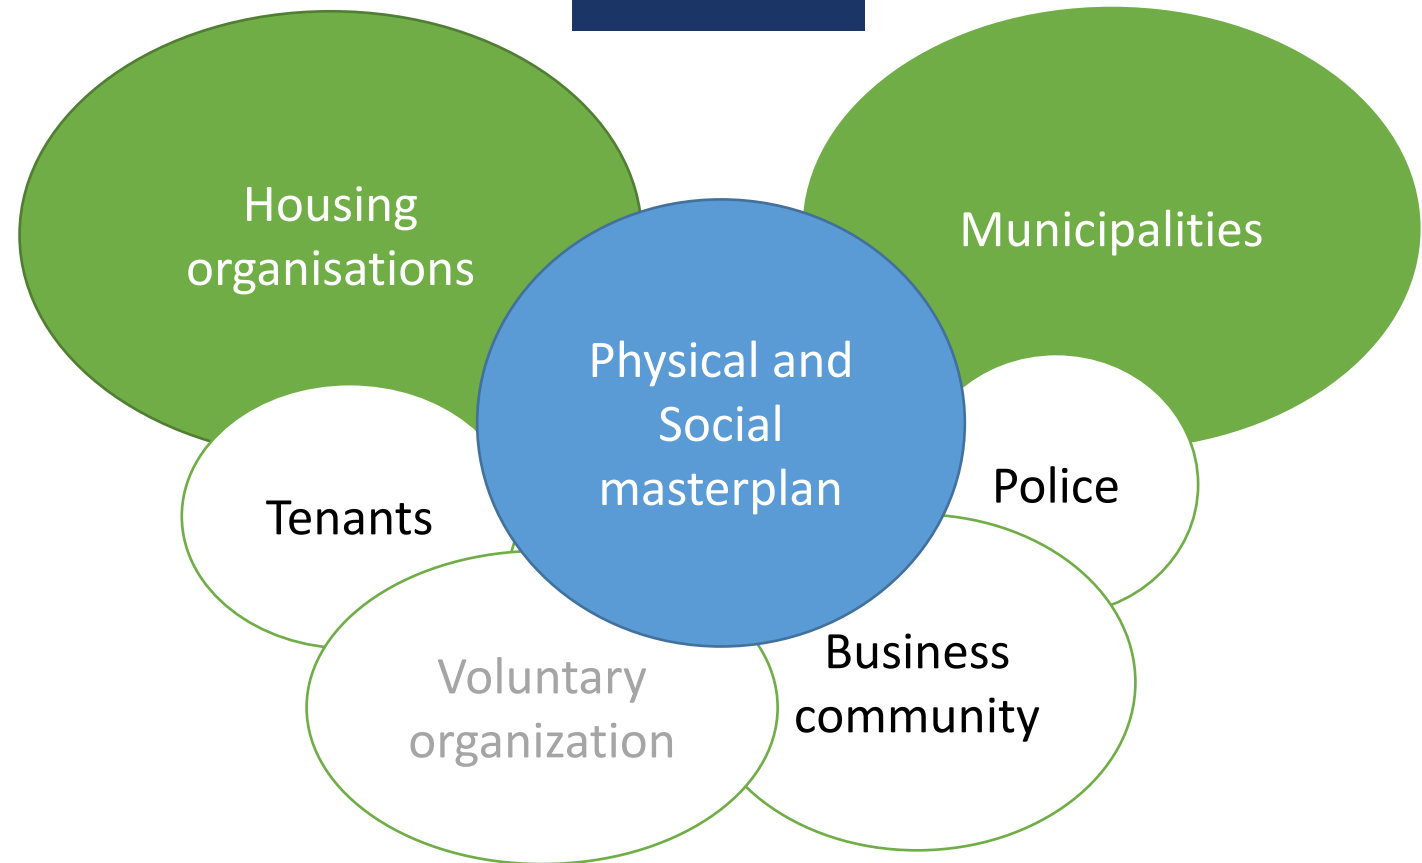 Housing
organisations
Municipalities
Physical and
Social
masterplan
Tenants
Police
Voluntary
organization
Business
community